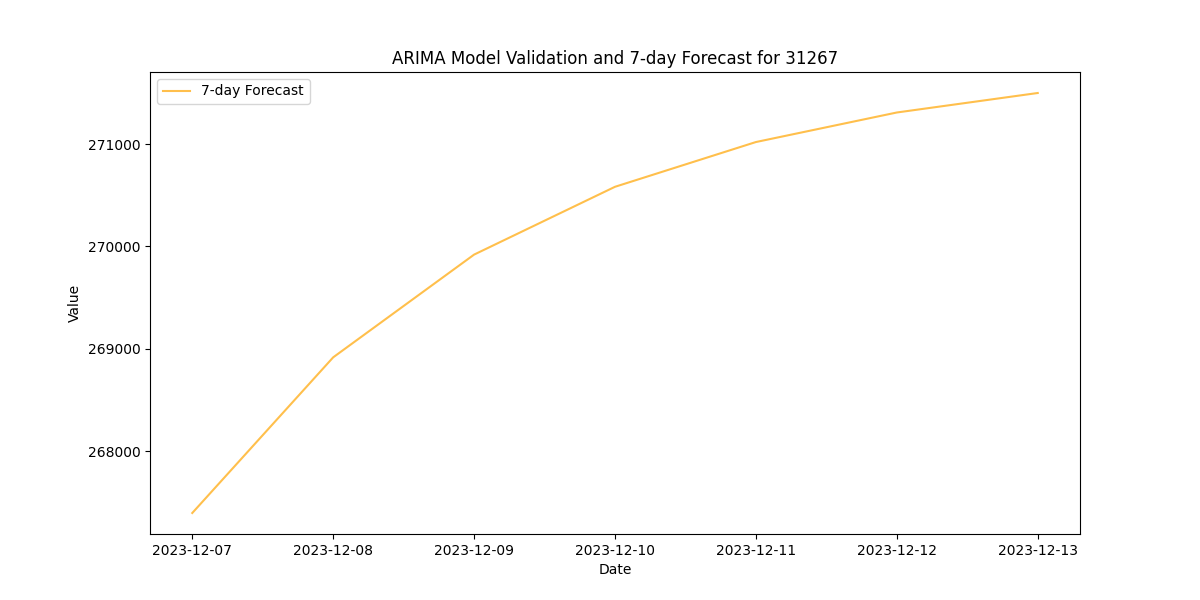 ARIMA Model Validation and 7-day Forecast for 31267
7-day Forecast
271000
270000
269000
268000
Value
2023-12-07 2023-12-08 2023-12-09 2023-12-10 2023-12-11 2023-12-12 2023-12-13
Date